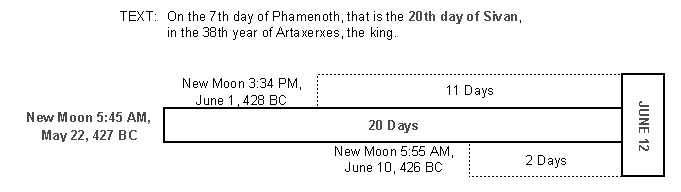 TEXT: On the 7th day of Phamenoth, that is the 20th day of Sivan,
in the 38th year of Artaxerxes, the king.
New Moon 3:34 PM,
June 1, 428 BC
11 Days
New Moon 5:45 AM,
May 22, 427 BC
20 Days
JUNE 12
New Moon 5:55 AM,
June 10, 426 BC
2 Days